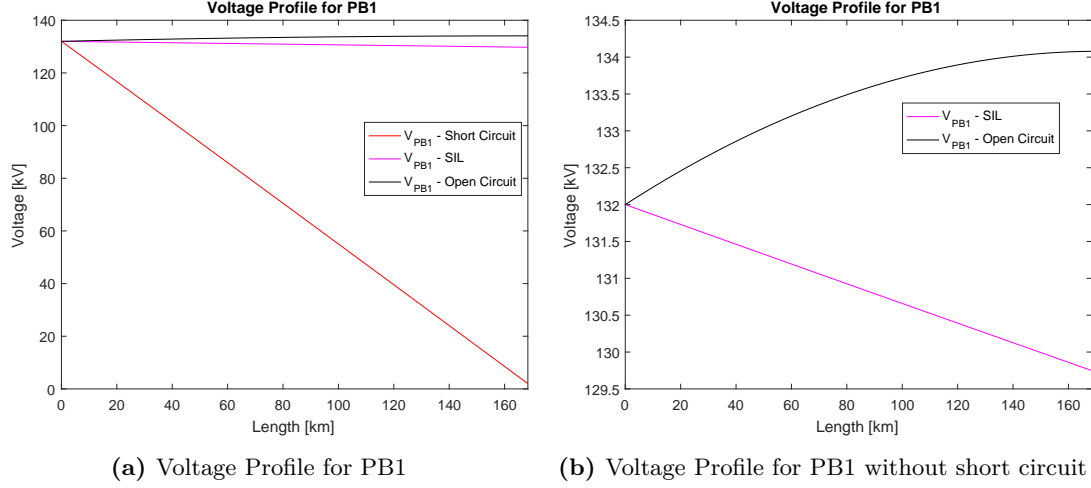 Voltage Profile for PB1
140
120
100
80
60
40
20
0
Voltage [kV]
V_PB1 - Short Circuit
V_PB1 - SIL
V_PB1 - Open Circuit
0 20 40 60 80 100 120 140 160
Length [km]
(a) Voltage Profile for PB1
Voltage Profile for PB1
134.5
134
133.5
133
132.5
132
131.5
131
130.5
130
129.5
Voltage [kV]
V_PB1 - SIL
V_PB1 - Open Circuit
0 20 40 60 80 100 120 140 160
Length [km]
(b) Voltage Profile for PB1 without short circuit